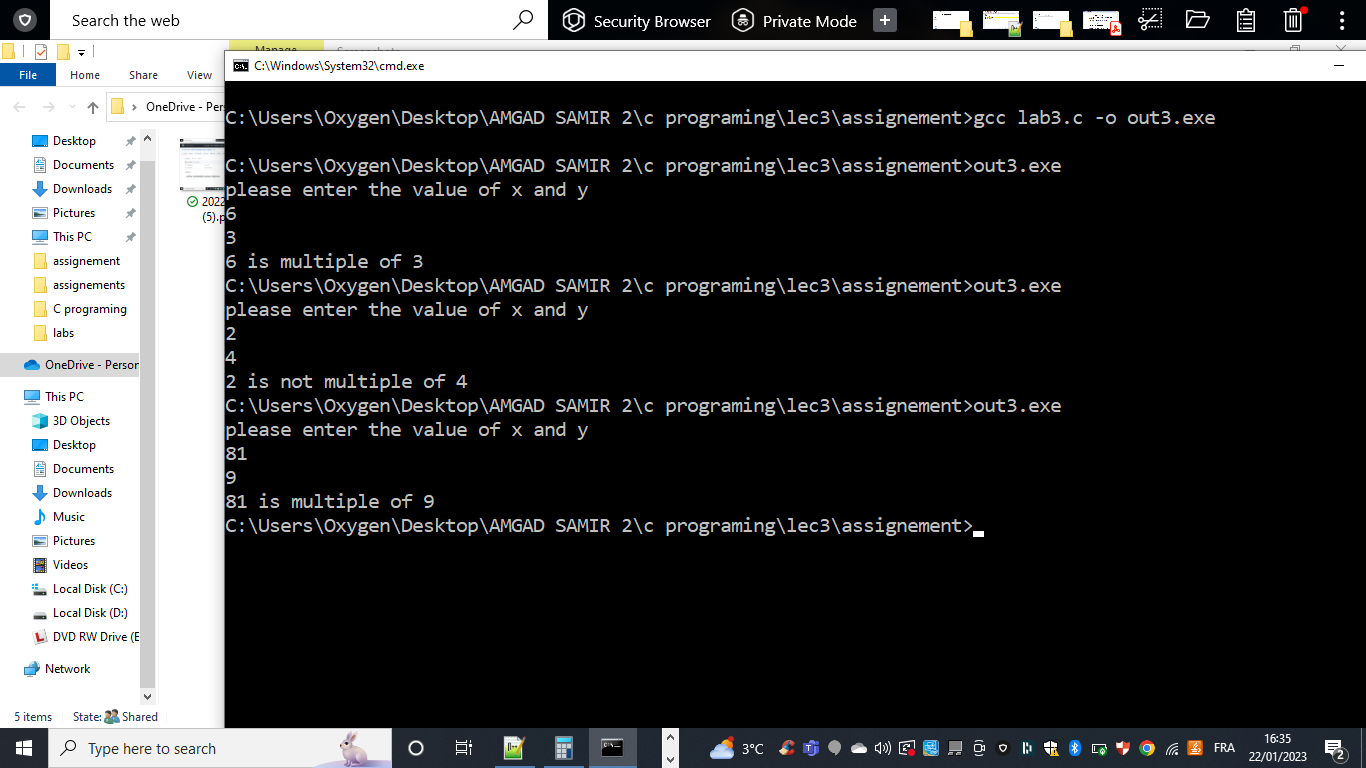 Search the web
Security Browser
Private Mode
Manage
File
Home
Share
View
OneDrive - Per
C:\Windows\System32\cmd.exe
Desktop
Documents
Downloads
Pictures
This PC
assignement
assignements
C programing
labs
OneDrive - Person
This PC
3D Objects
Desktop
Documents
Downloads
Music
Pictures
Videos
Local Disk (C:)
Local Disk (D:)
DVD RW Drive (E
Network
5 items
State:
Shared
2022
(5).p
C:\Users\Oxygen\Desktop\AMGAD SAMIR 2\c programing\lec3\assignement>gcc lab3.c -o out3.exe
C:\Users\Oxygen\Desktop\AMGAD SAMIR 2\c programing\lec3\assignement>out3.exe
please enter the value of x and y
6
3
6 is multiple of 3
C:\Users\Oxygen\Desktop\AMGAD SAMIR 2\c programing\lec3\assignement>out3.exe
please enter the value of x and y
2
4
2 is not multiple of 4
C:\Users\Oxygen\Desktop\AMGAD SAMIR 2\c programing\lec3\assignement>out3.exe
please enter the value of x and y
81
9
81 is multiple of 9
C:\Users\Oxygen\Desktop\AMGAD SAMIR 2\c programing\lec3\assignement>
Type here to search
3°C
FRA
16:35
22/01/2023
2